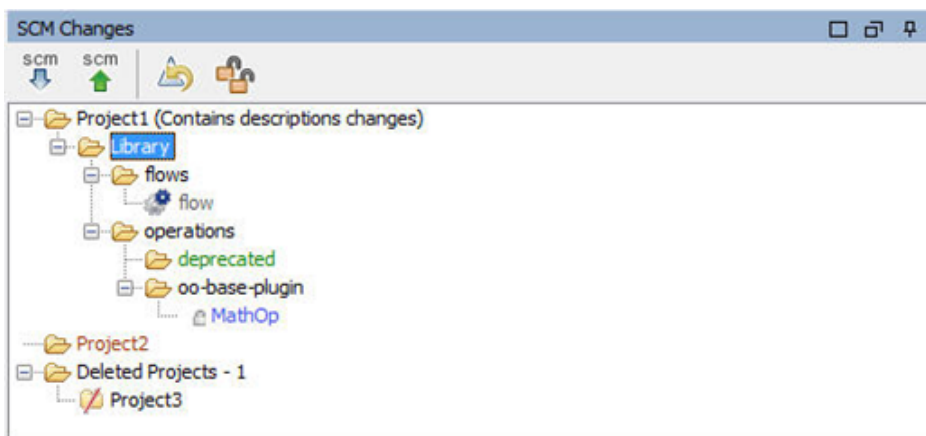 SCM Changes
scm scm
Project1 (Contains descriptions changes)
Library
flows
flow
operations
deprecated
oo-base-plugin
MathOp
Project2
Deleted Projects - 1
Project3